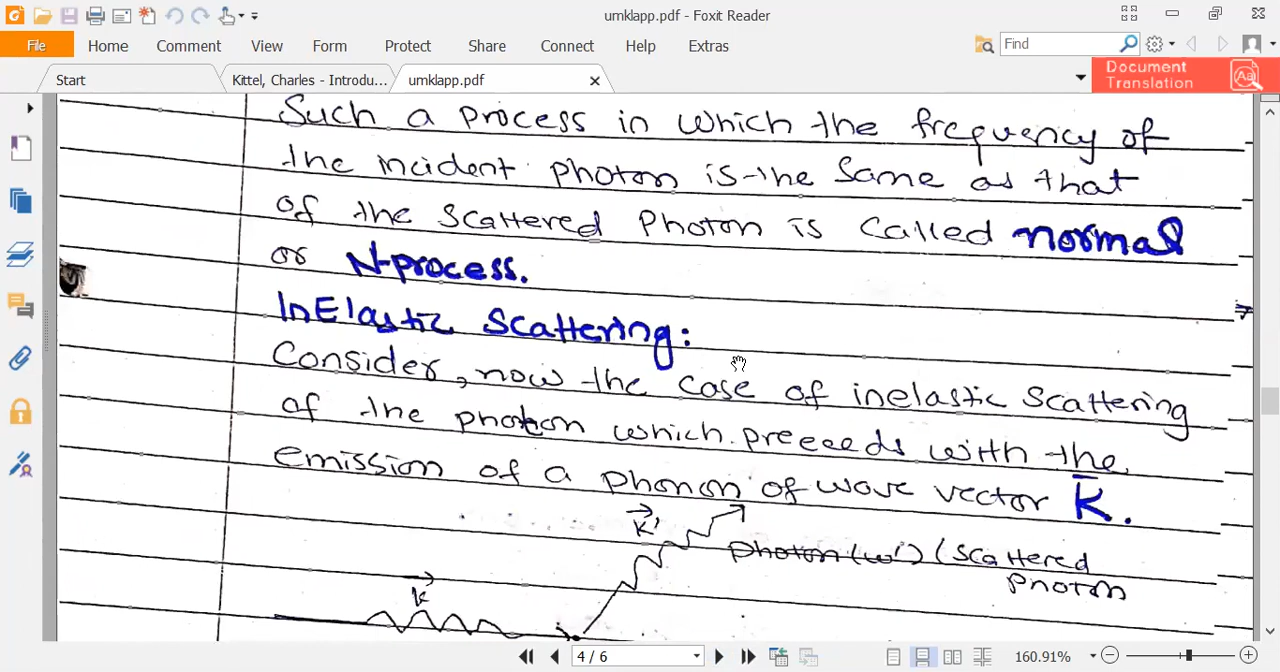 umklapp.pdf - Foxit Reader
File Home Comment View Form Protect Share Connect Help Extras
Find
Start
Kittel, Charles - Introdu...
umklapp.pdf
Document
Translation
Such a process in which the frequency of
the incident photon is the same as that
of the scattered Photon is called normal
or N-process.
InElastic Scattering:
Consider, now the case of inelastic scattering
of the photon which preceeds with the
emission of a phonon of wave vector K.
K'
photon (ω') (scattered
photon
K
4 / 6
160.91%